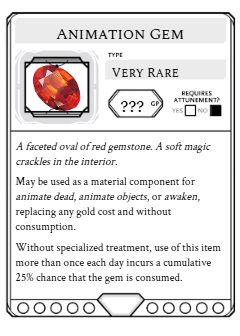 ANIMATION GEM
TYPE
VERY RARE
??? GP
REQUIRES
ATTUNEMENT?
YES NO
A faceted oval of red gemstone. A soft magic
crackles in the interior.
May be used as a material component for
animate dead, animate objects, or awaken,
replacing any gold cost and without
consumption.
Without specialized treatment, use of this item
more than once each day incurs a cumulative
25% chance that the gem is consumed.